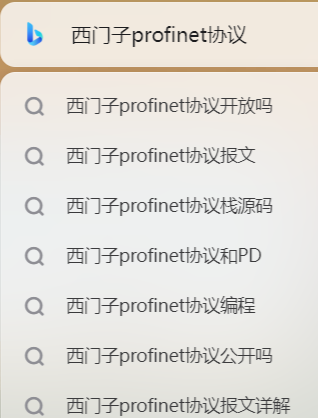 西门子profinet协议
西门子profinet协议开放吗
西门子profinet协议报文
西门子profinet协议栈源码
西门子profinet协议和PD
西门子profinet协议编程
西门子profinet协议公开吗
西门子profinet协议报文详解